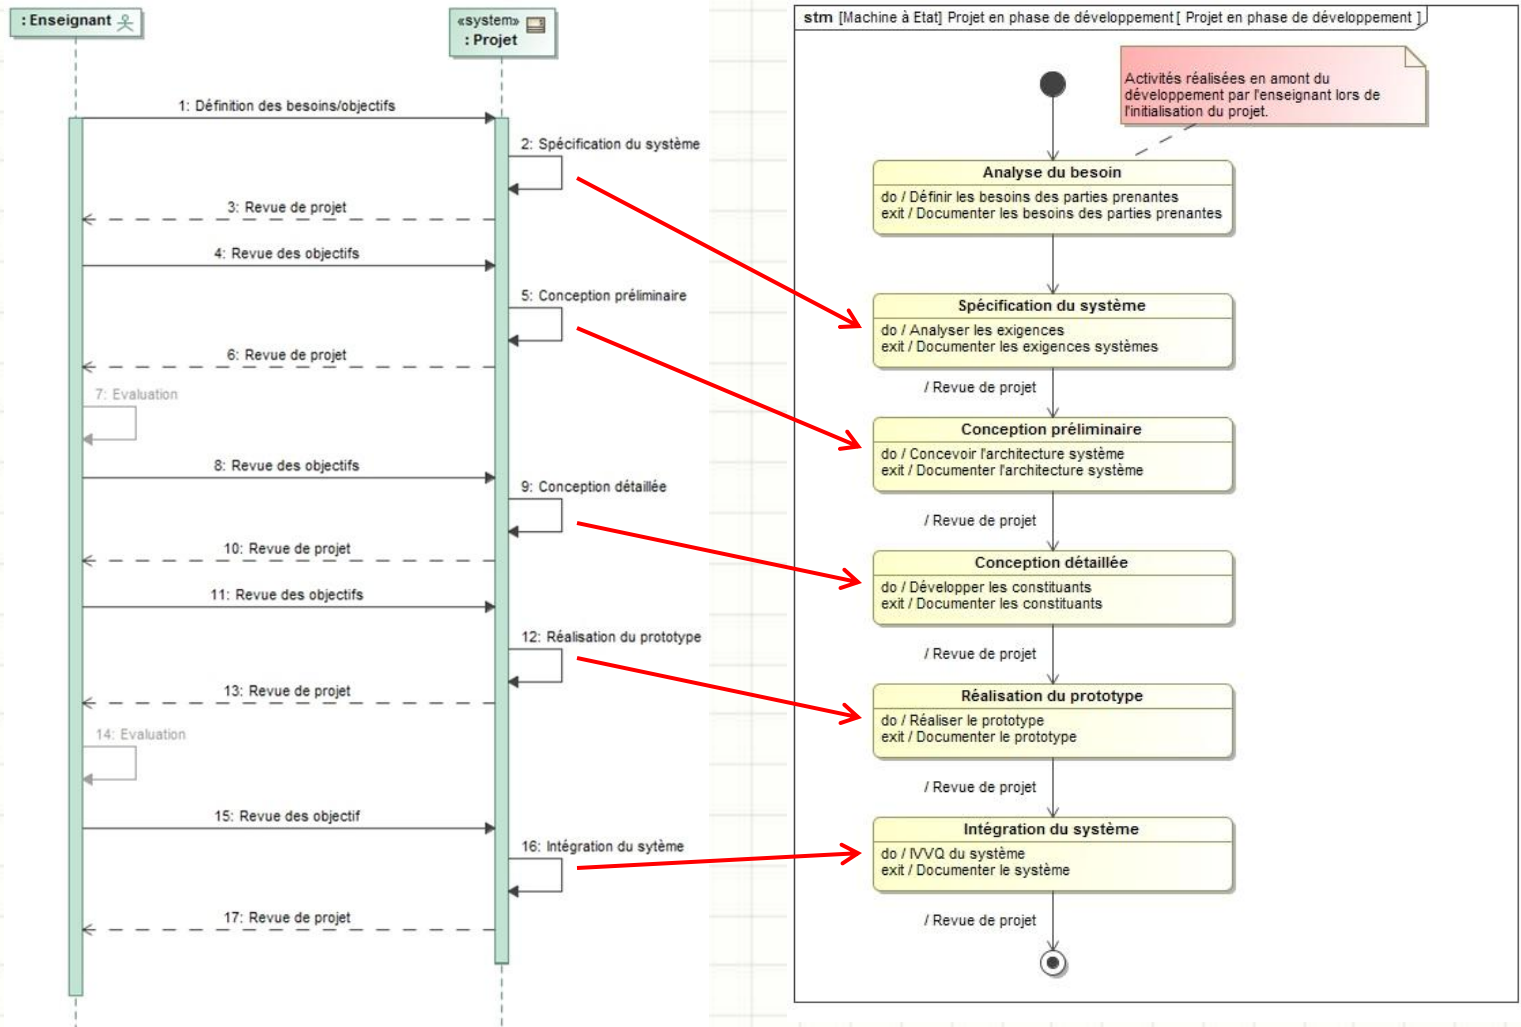 : Enseignant
«system»
: Projet
1: Définition des besoins/objectifs
2: Spécification du système
3: Revue de projet
4: Revue des objectifs
5: Conception préliminaire
6: Revue de projet
7: Evaluation
8: Revue des objectifs
9: Conception détaillée
10: Revue de projet
11: Revue des objectifs
12: Réalisation du prototype
13: Revue de projet
14: Evaluation
15: Revue des objectif
16: Intégration du sytème
17: Revue de projet
stm [Machine à Etat] Projet en phase de développement [ Projet en phase de développement ]
Activités réalisées en amont du
développement par l'enseignant lors de
l'initialisation du projet.
Analyse du besoin
do / Définir les besoins des parties prenantes
exit / Documenter les besoins des parties prenantes
Spécification du système
do / Analyser les exigences
exit / Documenter les exigences systèmes
/ Revue de projet
Conception préliminaire
do / Concevoir l'architecture système
exit / Documenter l'architecture système
/ Revue de projet
Conception détaillée
do / Développer les constituants
exit / Documenter les constituants
/ Revue de projet
Réalisation du prototype
do / Réaliser le prototype
exit / Documenter le prototype
/ Revue de projet
Intégration du système
do / IVVQ du système
exit / Documenter le système
/ Revue de projet